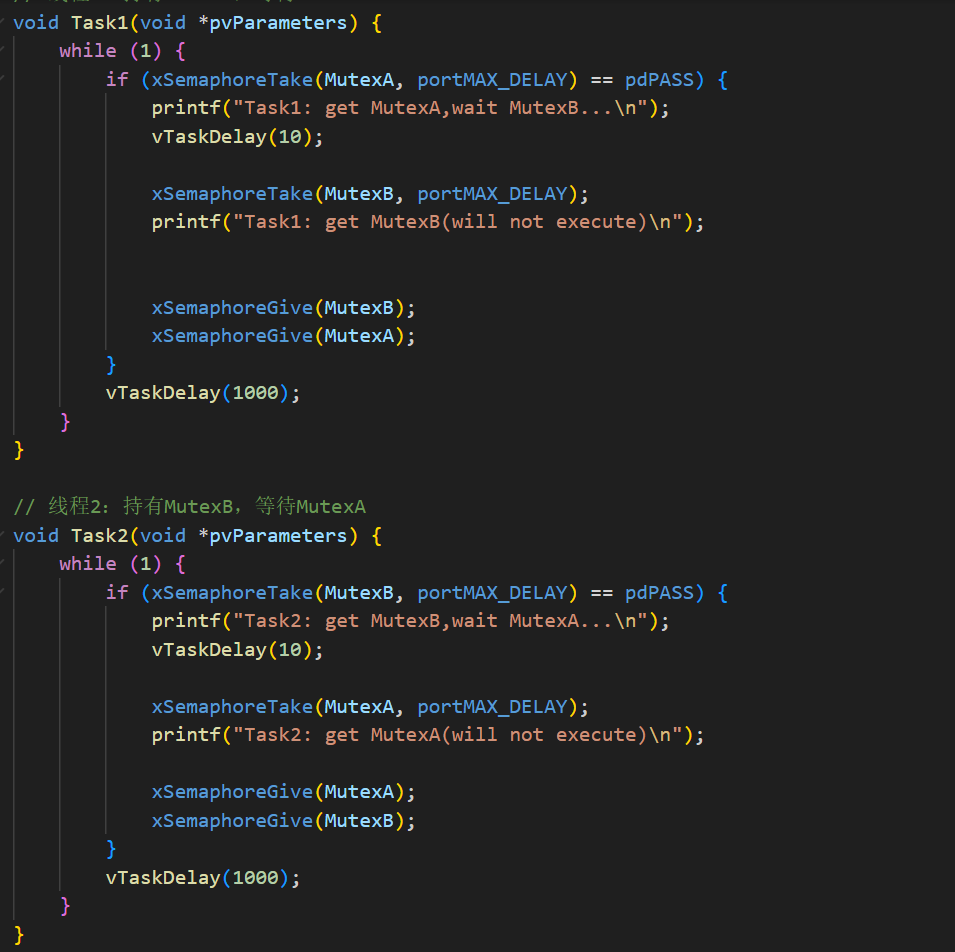 void Task1(void *pvParameters) {
    while (1) {
        if (xSemaphoreTake(MutexA, portMAX_DELAY) == pdPASS) {
            printf("Task1: get MutexA,wait MutexB...\n");
            vTaskDelay(10);
            xSemaphoreTake(MutexB, portMAX_DELAY);
            printf("Task1: get MutexB(will not execute)\n");
            xSemaphoreGive(MutexB);
            xSemaphoreGive(MutexA);
        }
        vTaskDelay(1000);
    }
}
// 线程2：持有MutexB，等待MutexA
void Task2(void *pvParameters) {
    while (1) {
        if (xSemaphoreTake(MutexB, portMAX_DELAY) == pdPASS) {
            printf("Task2: get MutexB,wait MutexA...\n");
            vTaskDelay(10);
            xSemaphoreTake(MutexA, portMAX_DELAY);
            printf("Task2: get MutexA(will not execute)\n");
            xSemaphoreGive(MutexA);
            xSemaphoreGive(MutexB);
        }
        vTaskDelay(1000);
    }
}